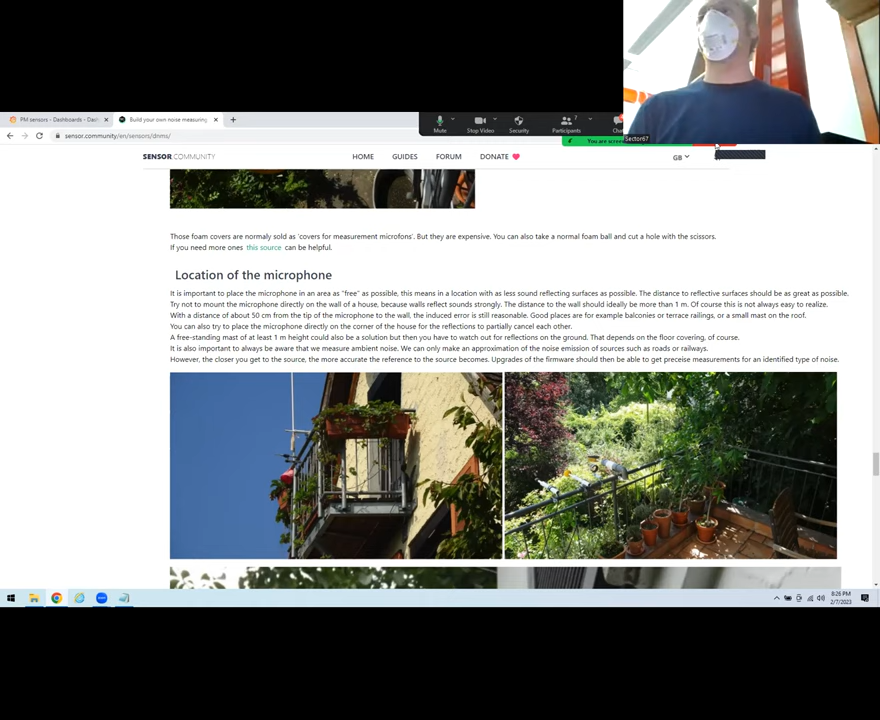 Sector67
PM sensors - Dashboards - Dash
Build your own noise measuring
Mute
Stop Video
Security
Participants
7
sensor.community/en/sensors/dnms/
SENSOR.COMMUNITY
HOME
GUIDES
FORUM
DONATE
GB
Those foam covers are normaly sold as 'covers for measurement microfons'. But they are expensive. You can also take a normal foam ball and cut a hole with the scissors.
If you need more ones this source can be helpful.
Location of the microphone
It is important to place the microphone in an area as "free" as possible, this means in a location with as less sound reflecting surfaces as possible. The distance to reflective surfaces should be as great as possible.
Try not to mount the microphone directly on the wall of a house, because walls reflect sounds strongly. The distance to the wall should ideally be more than 1 m. Of course this is not always easy to realize.
With a distance of about 50 cm from the tip of the microphone to the wall, the induced error is still reasonable. Good places are for example balconies or terrace railings, or a small mast on the roof.
You can also try to place the microphone directly on the corner of the house for the reflections to partially cancel each other.
A free-standing mast of at least 1 m height could also be a solution but then you have to watch out for reflections on the ground. That depends on the floor covering, of course.
It is also important to always be aware that we measure ambient noise. We can only make an approximation of the noise emission of sources such as roads or railways.
However, the closer you get to the source, the more accurate the reference to the source becomes. Upgrades of the firmware should then be able to get preceise measurements for an identified type of noise.
8:26 PM
2/7/2023